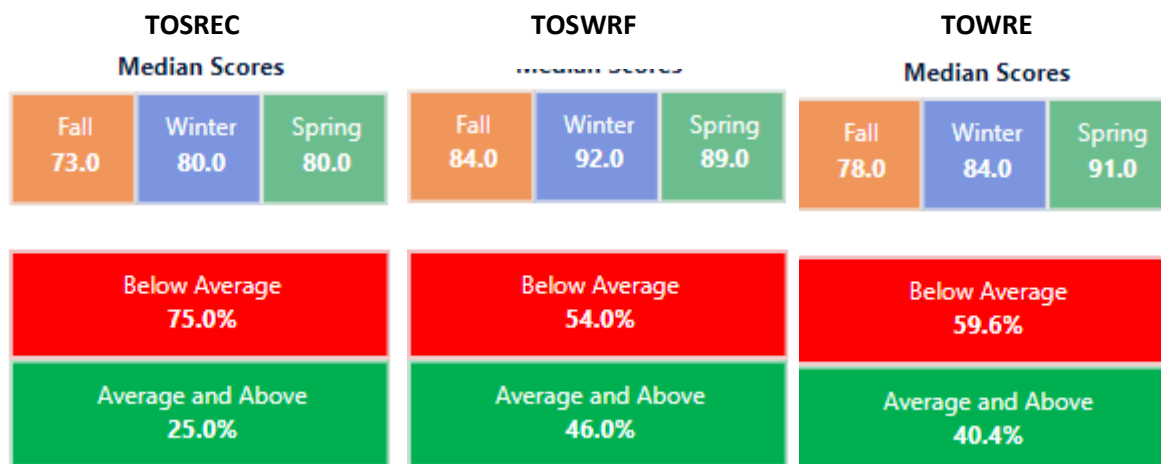 TOSREC TOSWRF TOWRE
Median Scores Median Scores Median Scores
Fall Winter Spring Fall Winter Spring Fall Winter Spring
73.0 80.0 80.0 84.0 92.0 89.0 78.0 84.0 91.0
Below Average Below Average Below Average
75.0% 54.0% 59.6%
Average and Above Average and Above Average and Above
25.0% 46.0% 40.4%